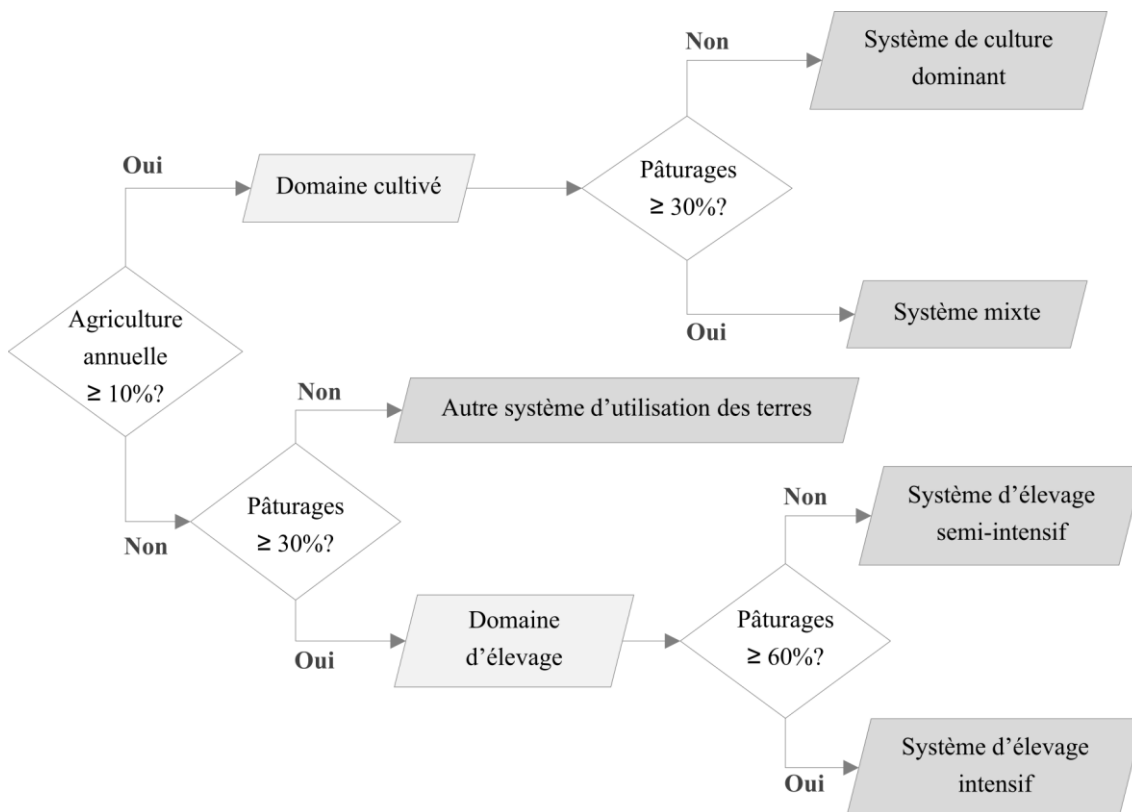 Non
Système de culture
dominant
Oui
Domaine cultivé
Pâturages
≥ 30%?
Agriculture
annuelle
≥ 10%?
Oui
Système mixte
Non
Autre système d’utilisation des terres
Non
Pâturages
≥ 30%?
Non
Système d’élevage
semi-intensif
Oui
Domaine
d’élevage
Pâturages
≥ 60%?
Oui
Système d’élevage
intensif